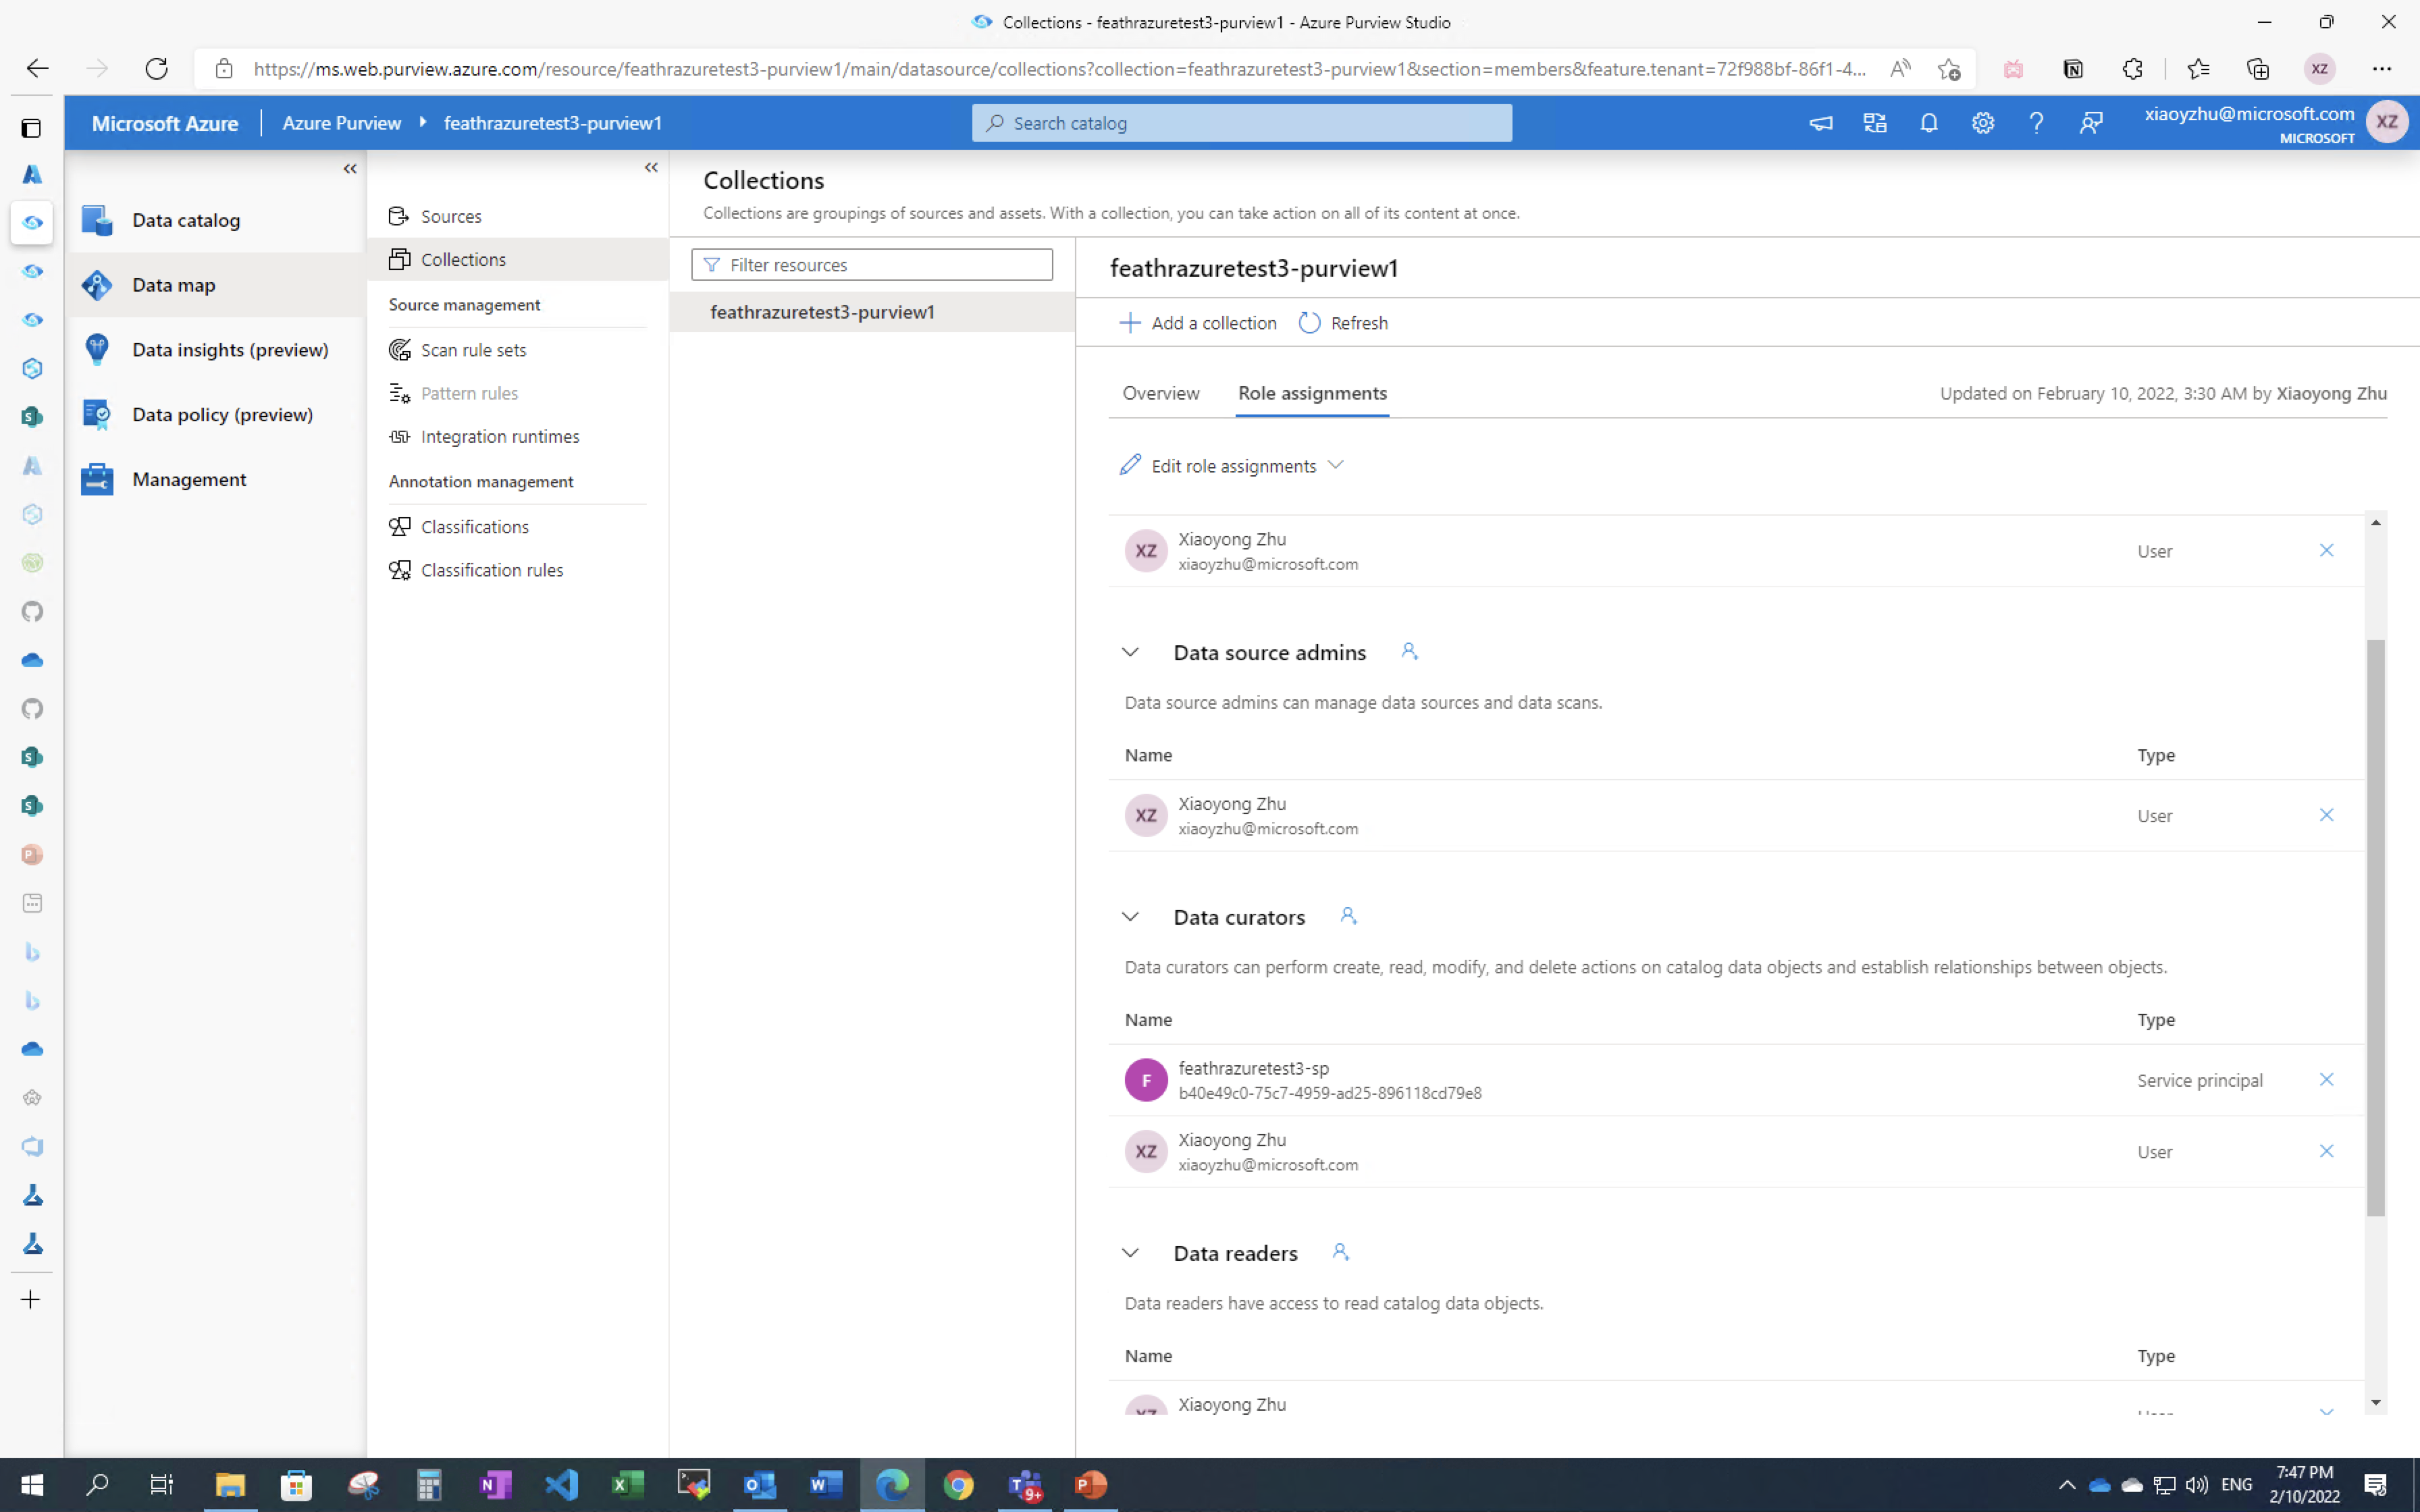 Collections - feathrazuretest3-purview1 - Azure Purview Studio
https://ms.web.purview.azure.com/resource/feathrazuretest3-purview1/main/datasource/collections?collection=feathrazuretest3-purview1&section=members&feature.tenant=72f988bf-86f1-4...
XZ
Microsoft Azure
Azure Purview
feathrazuretest3-purview1
Search catalog
xiaoyzhu@microsoft.com
MICROSOFT
XZ
Data catalog
Data map
Data insights (preview)
Data policy (preview)
Management
Sources
Collections
Source management
Scan rule sets
Pattern rules
Integration runtimes
Annotation management
Classifications
Classification rules
Collections
Collections are groupings of sources and assets. With a collection, you can take action on all of its content at once.
Filter resources
feathrazuretest3-purview1
feathrazuretest3-purview1
Add a collection
Refresh
Overview
Role assignments
Updated on February 10, 2022, 3:30 AM by Xiaoyong Zhu
Edit role assignments
XZ
Xiaoyong Zhu
xiaoyzhu@microsoft.com
User
Data source admins
Data source admins can manage data sources and data scans.
Name
Type
XZ
Xiaoyong Zhu
xiaoyzhu@microsoft.com
User
Data curators
Data curators can perform create, read, modify, and delete actions on catalog data objects and establish relationships between objects.
Name
Type
F
feathrazuretest3-sp
b40e49c0-75c7-4959-ad25-896118cd79e8
Service principal
XZ
Xiaoyong Zhu
xiaoyzhu@microsoft.com
User
Data readers
Data readers have access to read catalog data objects.
Name
Type
Xiaoyong Zhu
9+
ENG
7:47 PM
2/10/2022